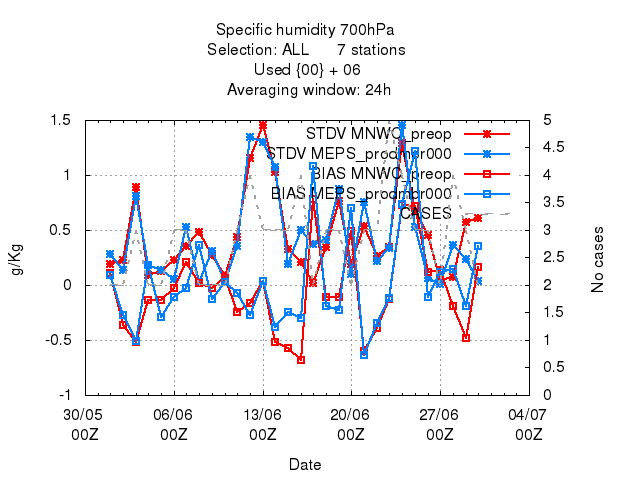 Specific humidity 700hPa
Selection: ALL 7 stations
Used {00} + 06
Averaging window: 24h
1.5
1
0.5
0
-0.5
-1
g/Kg
5
4.5
4
3.5
3
2.5
2
1.5
1
0.5
0
No cases
STDV MNWC_preop
STDV MEPS_prodmbr000
BIAS MNWC_preop
BIAS MEPS_prodmbr000
CASES
30/05 06/06 13/06 20/06 27/06 04/07
00Z 00Z 00Z 00Z 00Z 00Z
Date